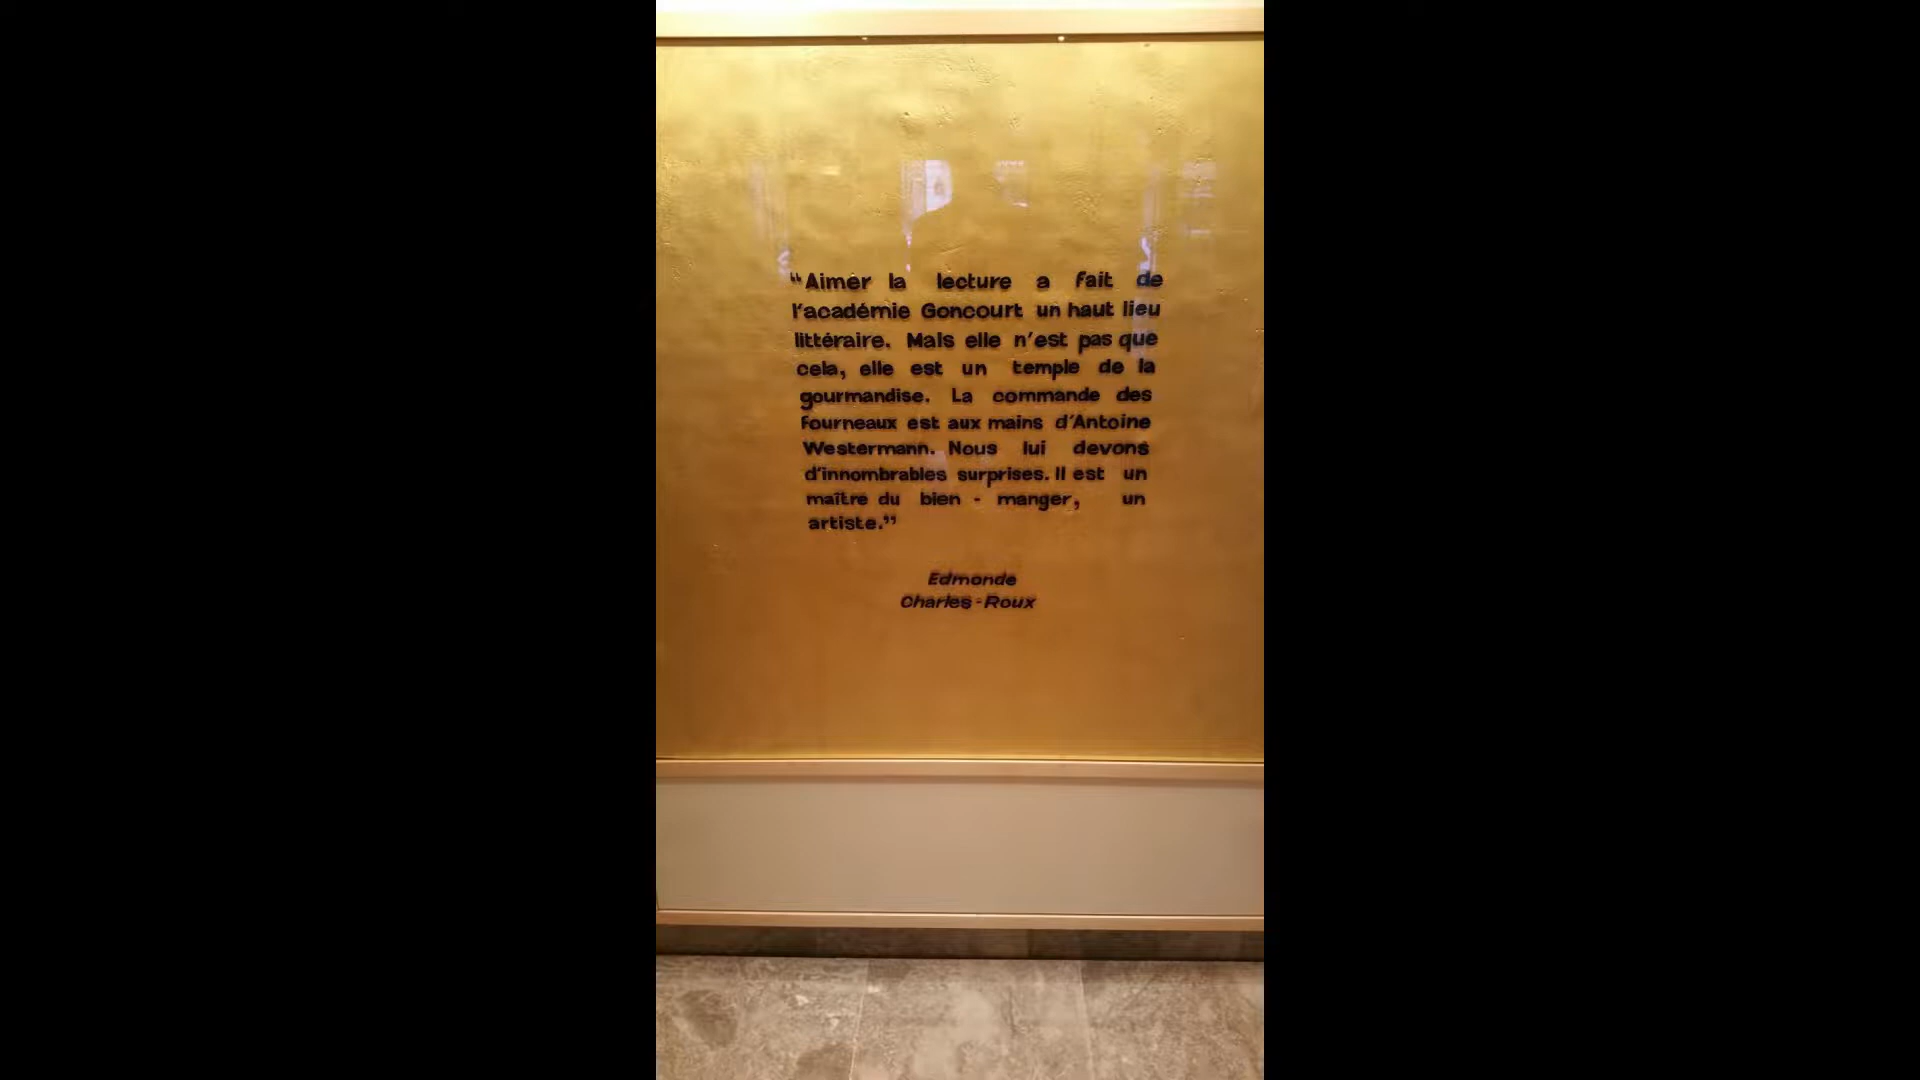 “Aimer la lecture a fait de
l'académie Goncourt un haut lieu
littéraire. Mais elle n'est pas que
cela, elle est un temple de la
gourmandise. La commande des
fourneaux est aux mains d'Antoine
Westermann. Nous lui devons
d'innombrables surprises. Il est un
maître du bien - manger, un
artiste.”
Edmonde
Charles-Roux